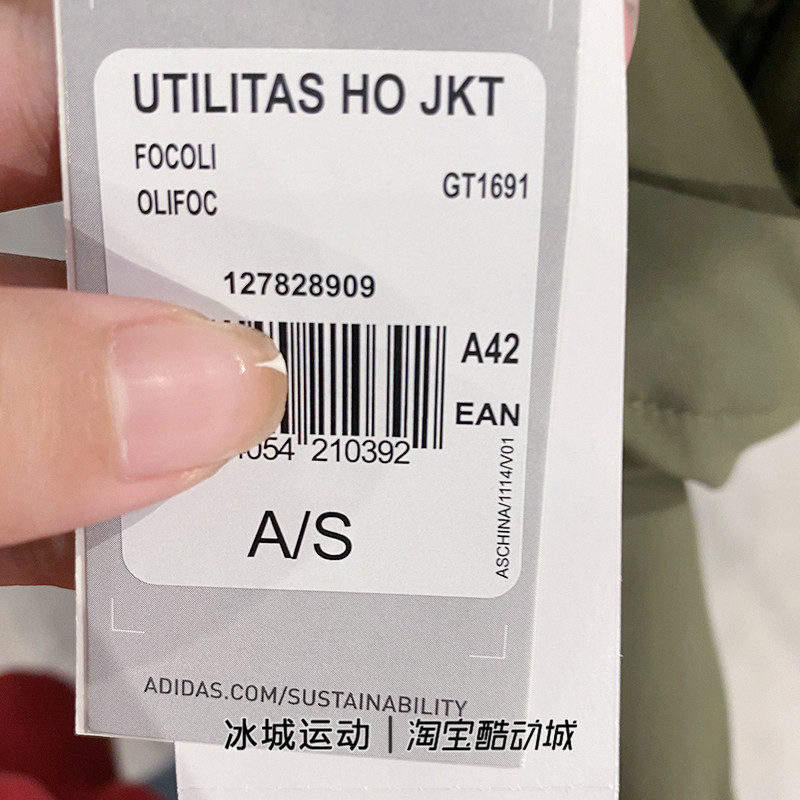 UTILITAS HO JKT
FOCOLI
GT1691
OLIFOC
127828909
A42
EAN
054 210392
ASCHINA/1114/V01
A/S
ADIDAS.COM/SUSTAINABILITY
冰城运动|淘宝酷动城